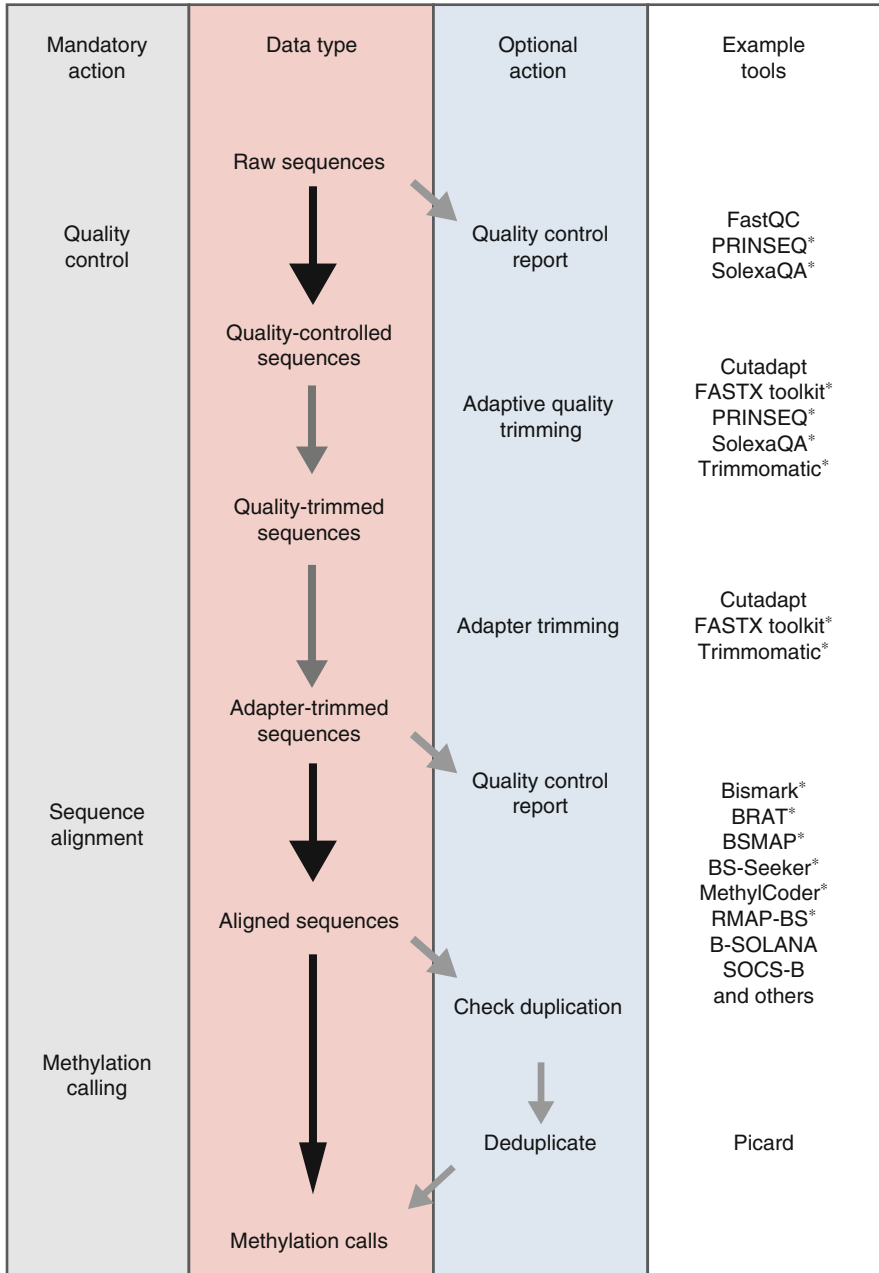 Mandatory
action
Data type
Optional
action
Example
tools
Raw sequences
Quality
control
Quality control
report
FastQC
PRINSEQ*
SolexaQA*
Quality-controlled
sequences
Adaptive quality
trimming
Cutadapt
FASTX toolkit*
PRINSEQ*
SolexaQA*
Trimmomatic*
Quality-trimmed
sequences
Adapter trimming
Cutadapt
FASTX toolkit*
Trimmomatic*
Adapter-trimmed
sequences
Sequence
alignment
Quality control
report
Bismark*
BRAT*
BSMAP*
BS-Seeker*
MethylCoder*
RMAP-BS*
B-SOLANA
SOCS-B
and others
Aligned sequences
Check duplication
Methylation
calling
Deduplicate
Picard
Methylation calls